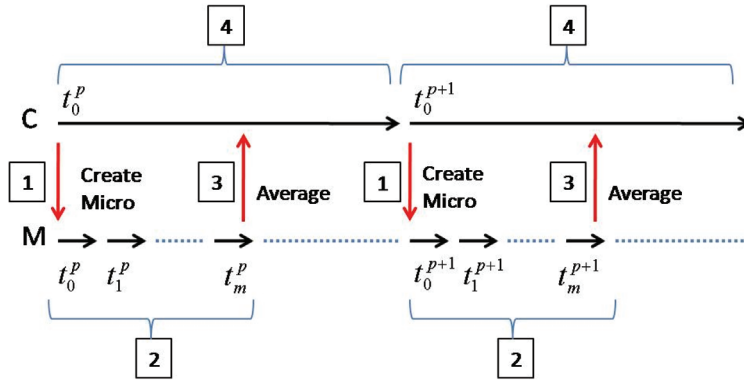 4 4
t_0^p t_0^{p+1}
C
1 Create Micro 3 Average 1 Create Micro 3 Average
M
t_0^p t_1^p t_m^p t_0^{p+1} t_1^{p+1} t_m^{p+1}
2 2